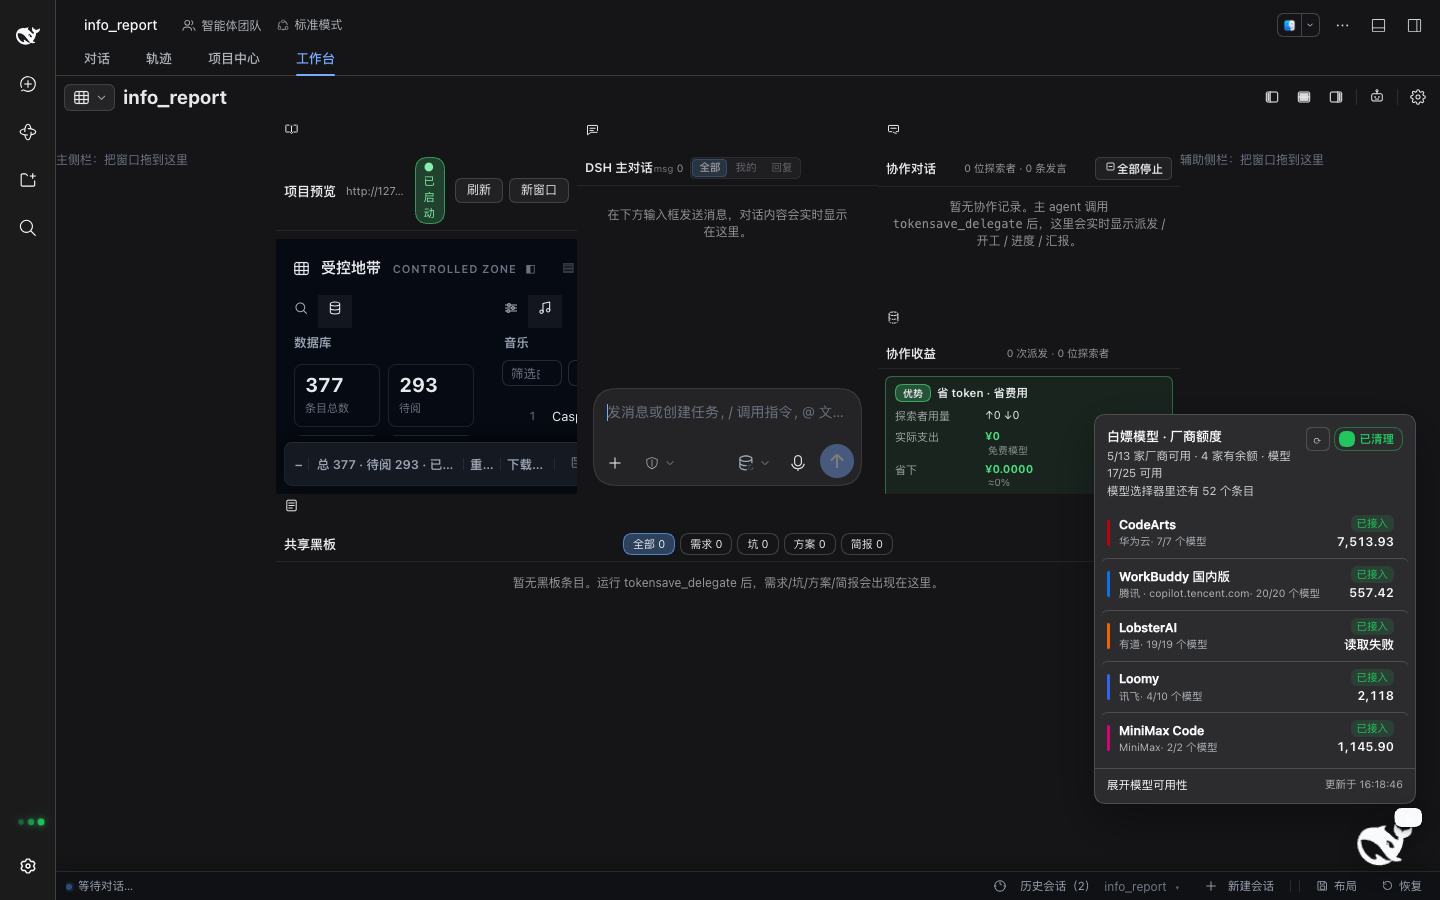 info_report
智能体团队
标准模式
对话
轨迹
项目中心
工作台
info_report
主侧栏：把窗口拖到这里
项目预览
http://127...
已启动
刷新
新窗口
受控地带
CONTROLLED ZONE
数据库
音乐
377
条目总数
293
待阅
筛选
1
Cas
– 总 377 · 待阅 293 · 已...
重...
下载...
DSH 主对话
msg 0
全部
我的
回复
在下方输入框发送消息，对话内容会实时显示
在这里。
发消息或创建任务, / 调用指令, @ 文...
协作对话
0 位探索者 · 0 条发言
全部停止
暂无协作记录。主 agent 调用
tokensave_delegate 后，这里会实时显示派发 /
开工 / 进度 / 汇报。
协作收益
0 次派发 · 0 位探索者
优势
省 token · 省费用
探索者用量
↑0 ↓0
实际支出
¥0
免费模型
省下
¥0.0000
≈0%
辅助侧栏：把窗口拖到这里
共享黑板
全部 0
需求 0
坑 0
方案 0
简报 0
暂无黑板条目。运行 tokensave_delegate 后，需求/坑/方案/简报会出现在这里。
白嫖模型 · 厂商额度
已清理
5/13 家厂商可用 · 4 家有余额 · 模型
17/25 可用
模型选择器里还有 52 个条目
CodeArts
已接入
华为云· 7/7 个模型
7,513.93
WorkBuddy 国内版
已接入
腾讯 · copilot.tencent.com· 20/20 个模型
557.42
LobsterAI
已接入
有道· 19/19 个模型
读取失败
Loomy
已接入
讯飞· 4/10 个模型
2,118
MiniMax Code
已接入
MiniMax· 2/2 个模型
1,145.90
展开模型可用性
更新于 16:18:46
等待对话...
历史会话 (2)
info_report
新建会话
布局
恢复